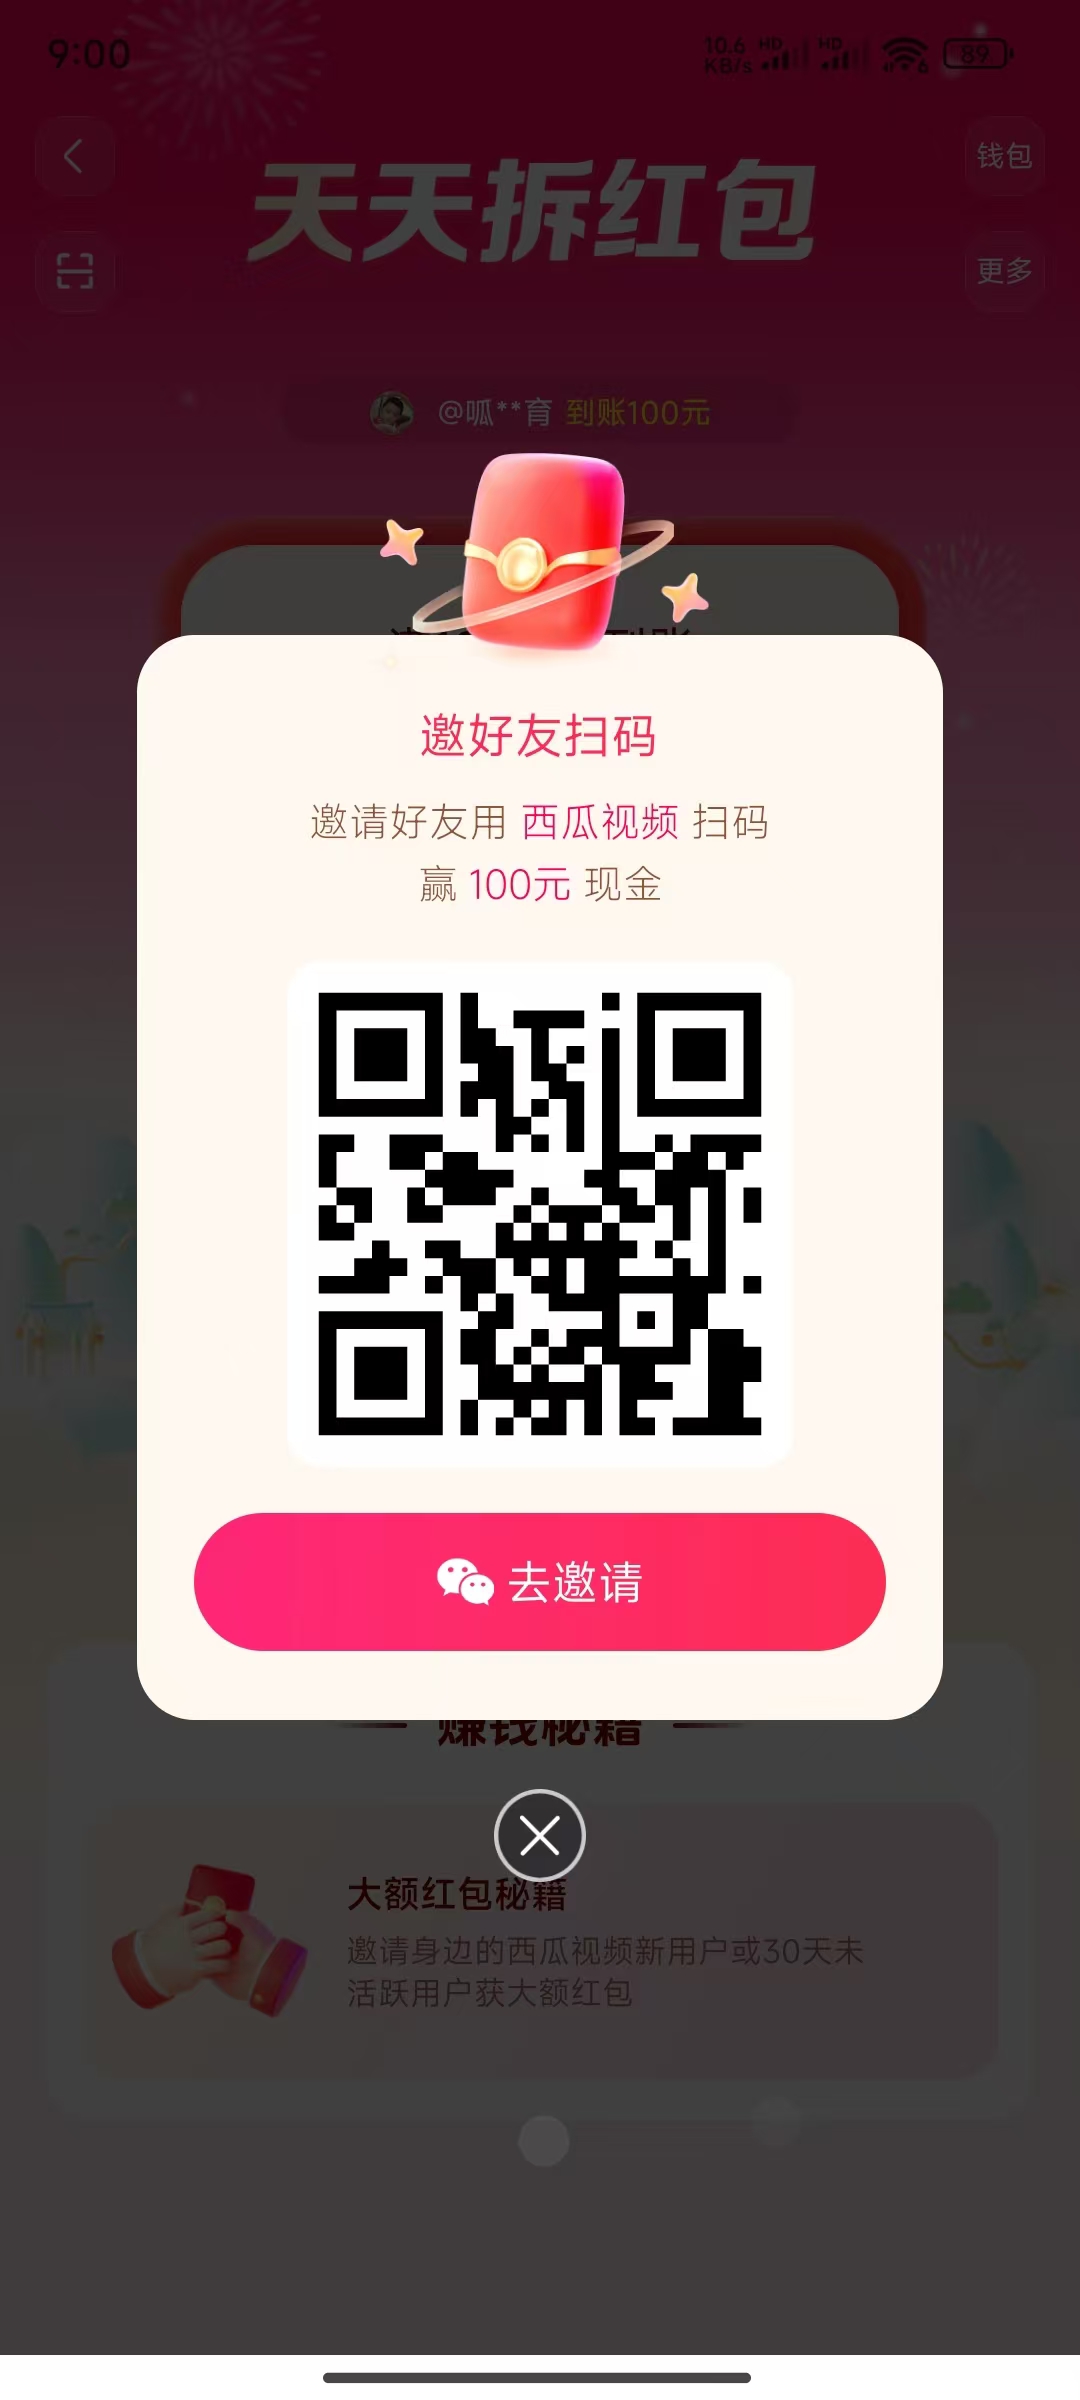 9:00
10.6
KB/s
HD
HD
6
89
天天拆红包
钱包
更多
@呱**育 到账100元
邀好友扫码
邀请好友用 西瓜视频 扫码
赢 100元 现金
去邀请
赚钱秘籍
大额红包秘籍
邀请身边的西瓜视频新用户或30天未
活跃用户获大额红包